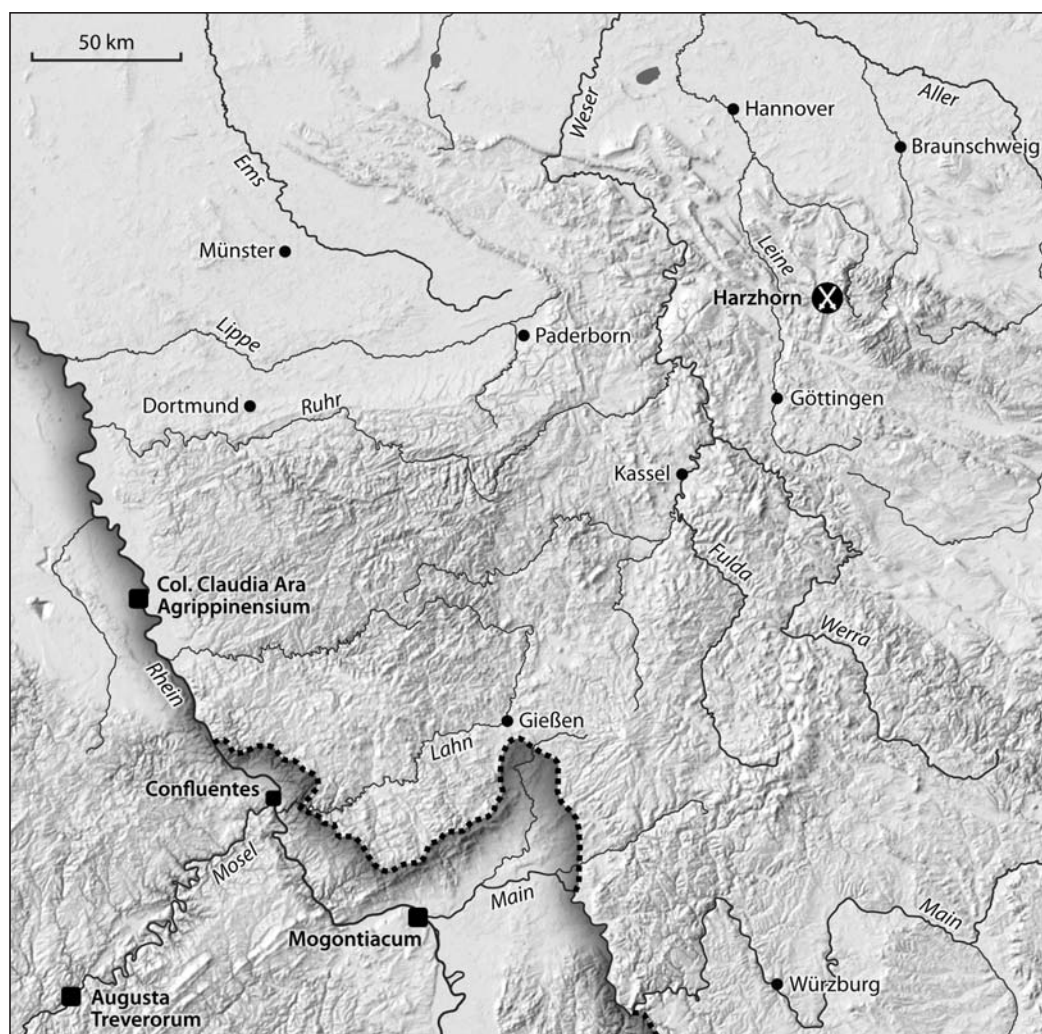 50 km
Weser
Hannover
Aller
Braunschweig
Ems
Münster
Leine
Harzhorn
Lippe
Paderborn
Dortmund
Ruhr
Göttingen
Kassel
Fulda
Col. Claudia Ara
Agrippinensium
Werra
Rhein
Gießen
Lahn
Confluentes
Mosel
Main
Main
Mogontiacum
Würzburg
Augusta
Treverorum